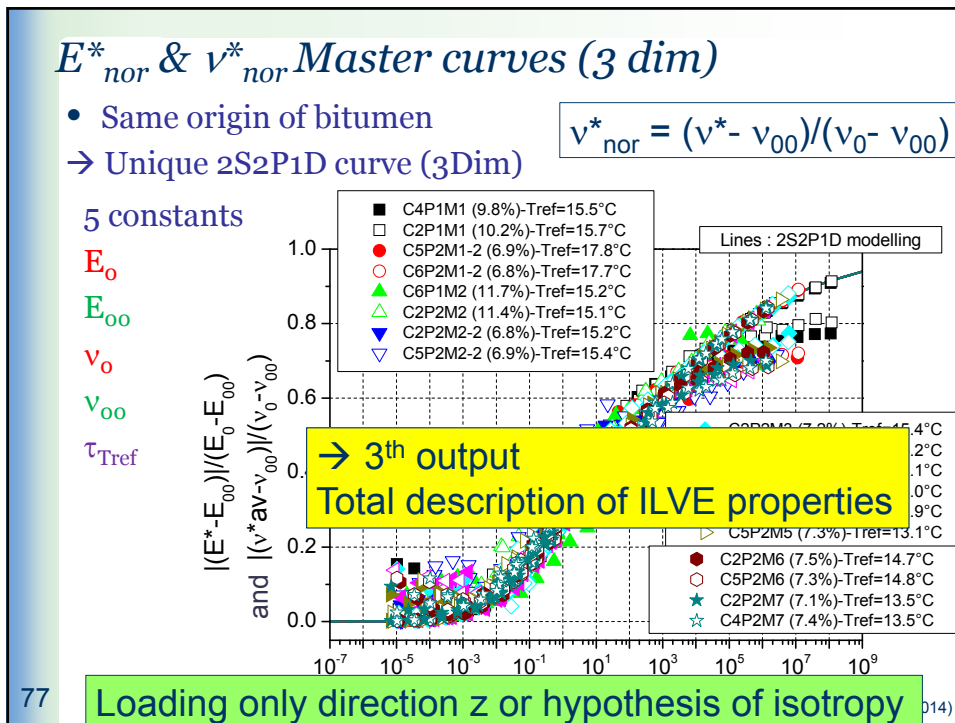 E*nor & ν*nor Master curves (3 dim)
• Same origin of bitumen
ν*nor = (ν*- ν00)/(ν0- ν00)
→ Unique 2S2P1D curve (3Dim)
5 constants
Eo
Eoo
νo
νoo
τTref
C4P1M1 (9.8%)-Tref=15.5°C
C2P1M1 (10.2%)-Tref=15.7°C
C5P2M1-2 (6.9%)-Tref=17.8°C
C6P2M1-2 (6.8%)-Tref=17.7°C
C6P1M2 (11.7%)-Tref=15.2°C
C2P2M2 (11.4%)-Tref=15.1°C
C2P2M2-2 (6.8%)-Tref=15.2°C
C5P2M2-2 (6.9%)-Tref=15.4°C
Lines : 2S2P1D modelling
1.0
0.8
0.6
0.4
0.2
0.0
|(E*-E00)|/(E0-E00)
and |(ν*av-ν00)|/(ν0-ν00)
→ 3th output
Total description of ILVE properties
C5P2M5 (7.3%)-Tref=13.1°C
C2P2M6 (7.5%)-Tref=14.7°C
C5P2M6 (7.3%)-Tref=14.8°C
C2P2M7 (7.1%)-Tref=13.5°C
C4P2M7 (7.4%)-Tref=13.5°C
10-7 10-5 10-3 10-1 101 103 105 107 109
77
Loading only direction z or hypothesis of isotropy
014)